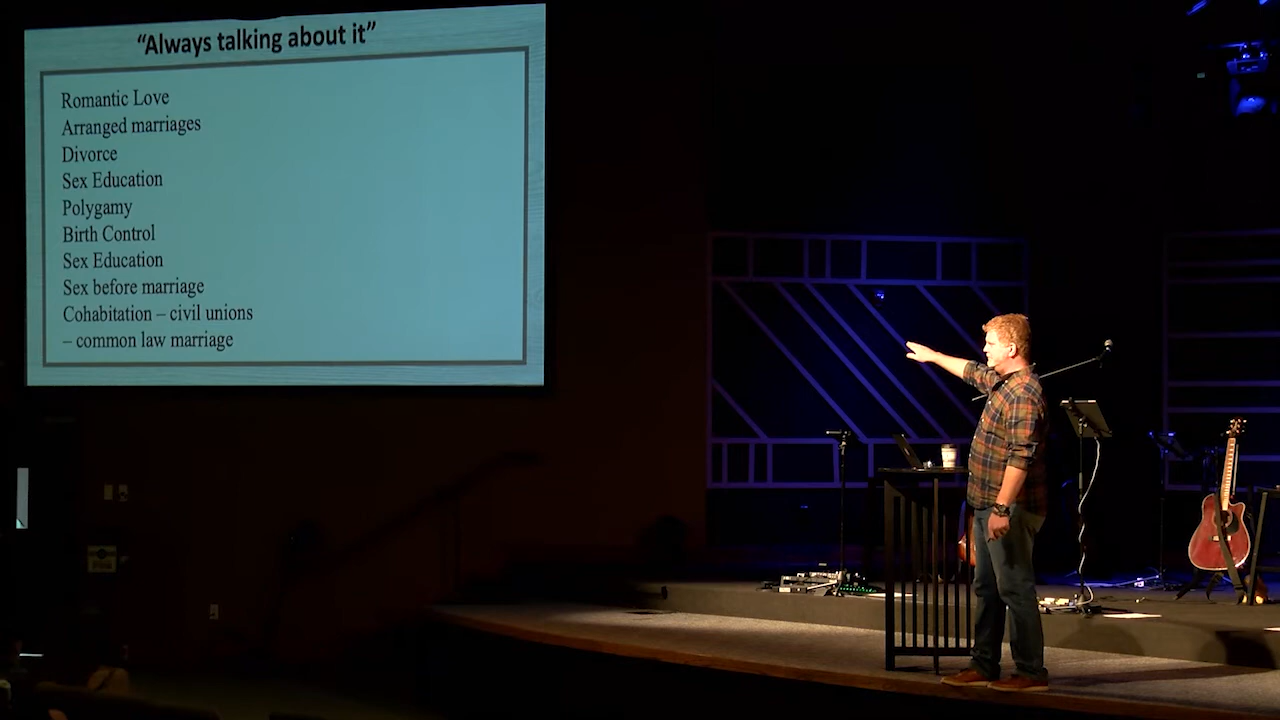 “Always talking about it”
Romantic Love
Arranged marriages
Divorce
Sex Education
Polygamy
Birth Control
Sex Education
Sex before marriage
Cohabitation – civil unions
– common law marriage